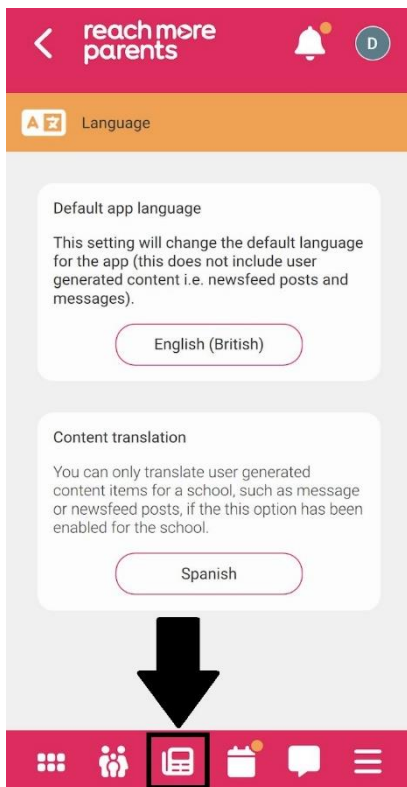 reach more
parents
D
A 文
Language
Default app language
This setting will change the default language
for the app (this does not include user
generated content i.e. newsfeed posts and
messages).
English (British)
Content translation
You can only translate user generated
content items for a school, such as message
or newsfeed posts, if the this option has been
enabled for the school.
Spanish